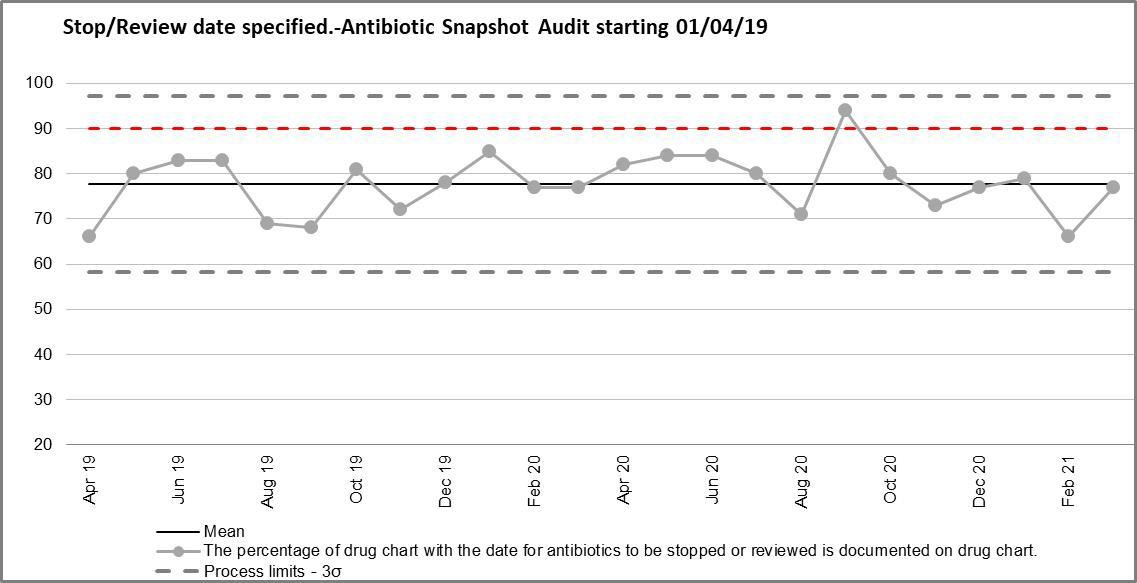 Stop/Review date specified.-Antibiotic Snapshot Audit starting 01/04/19
100
90
80
70
60
50
40
30
20
Apr 19
Jun 19
Aug 19
Oct 19
Dec 19
Feb 20
Apr 20
Jun 20
Aug 20
Oct 20
Dec 20
Feb 21
Mean
The percentage of drug chart with the date for antibiotics to be stopped or reviewed is documented on drug chart.
Process limits - 3σ